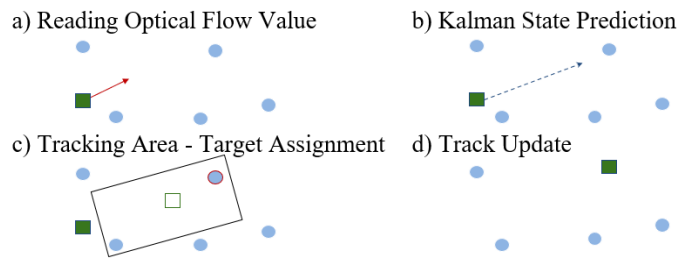 a) Reading Optical Flow Value
b) Kalman State Prediction
c) Tracking Area - Target Assignment
d) Track Update